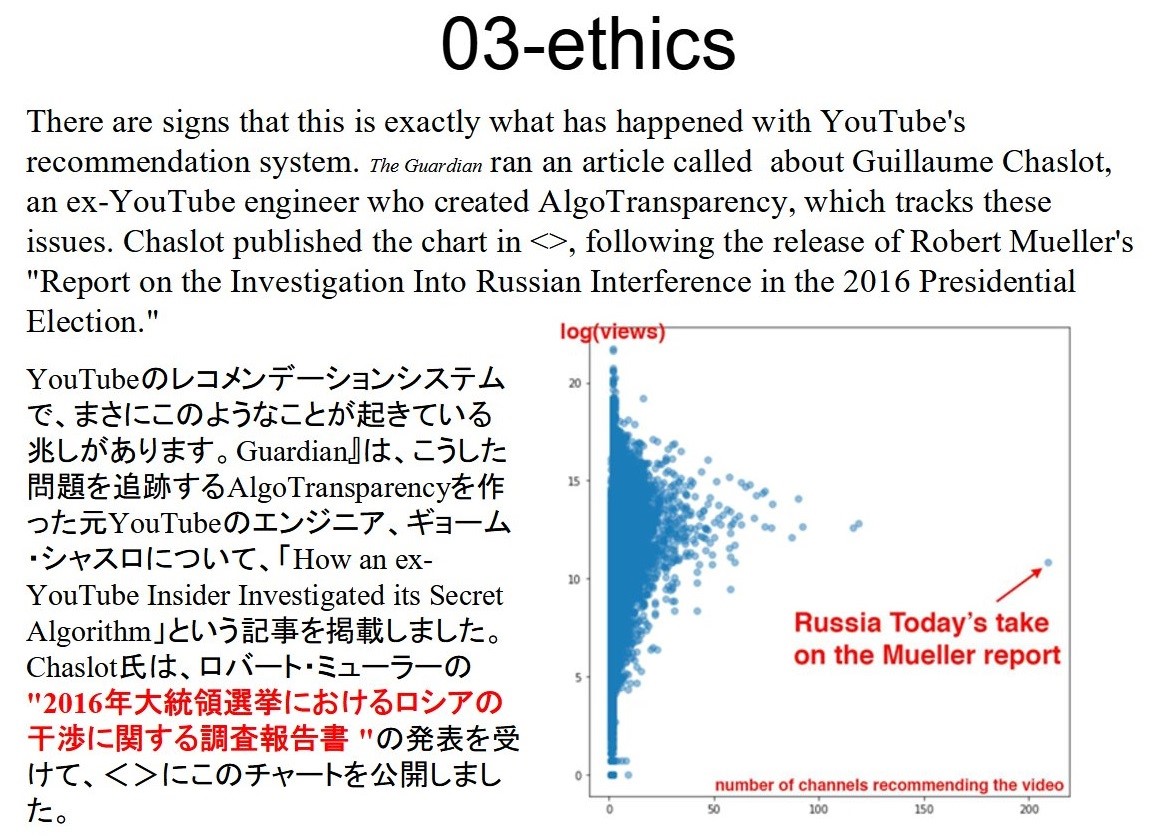 03-ethics
There are signs that this is exactly what has happened with YouTube's
recommendation system. The Guardian ran an article called  about Guillaume Chaslot,
an ex-YouTube engineer who created AlgoTransparency, which tracks these
issues. Chaslot published the chart in <>, following the release of Robert Mueller's
"Report on the Investigation Into Russian Interference in the 2016 Presidential
Election."
YouTubeのレコメンデーションシステム
で、まさにこのようなことが起きている
兆しがあります。Guardian』は、こうした
問題を追跡するAlgoTransparencyを作
った元YouTubeのエンジニア、ギョーム
・シャスロについて、「How an ex-
YouTube Insider Investigated its Secret
Algorithm」という記事を掲載しました。
Chaslot氏は、ロバート・ミューラーの
"2016年大統領選挙におけるロシアの
干渉に関する調査報告書 "の発表を受
けて、＜＞にこのチャートを公開しまし
た。
log(views)
20
15
10
5
0
Russia Today's take
on the Mueller report
number of channels recommending the video
0 50 100 150 200